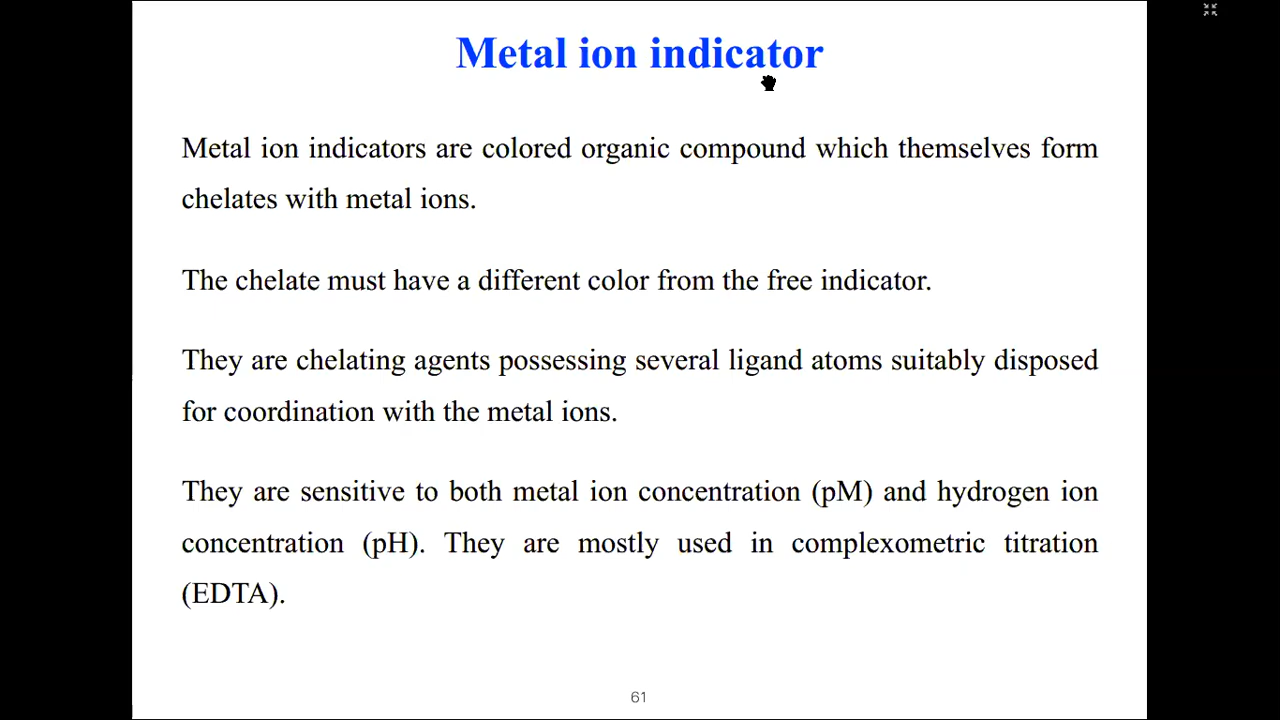 Metal ion indicator
Metal ion indicators are colored organic compound which themselves form
chelates with metal ions.
The chelate must have a different color from the free indicator.
They are chelating agents possessing several ligand atoms suitably disposed
for coordination with the metal ions.
They are sensitive to both metal ion concentration (pM) and hydrogen ion
concentration (pH). They are mostly used in complexometric titration
(EDTA).
61